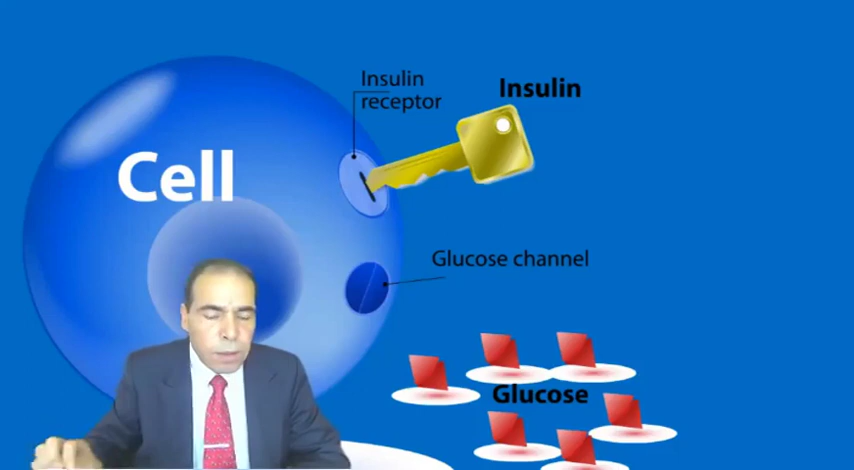 Insulin
receptor
Insulin
Cell
Glucose channel
Glucose